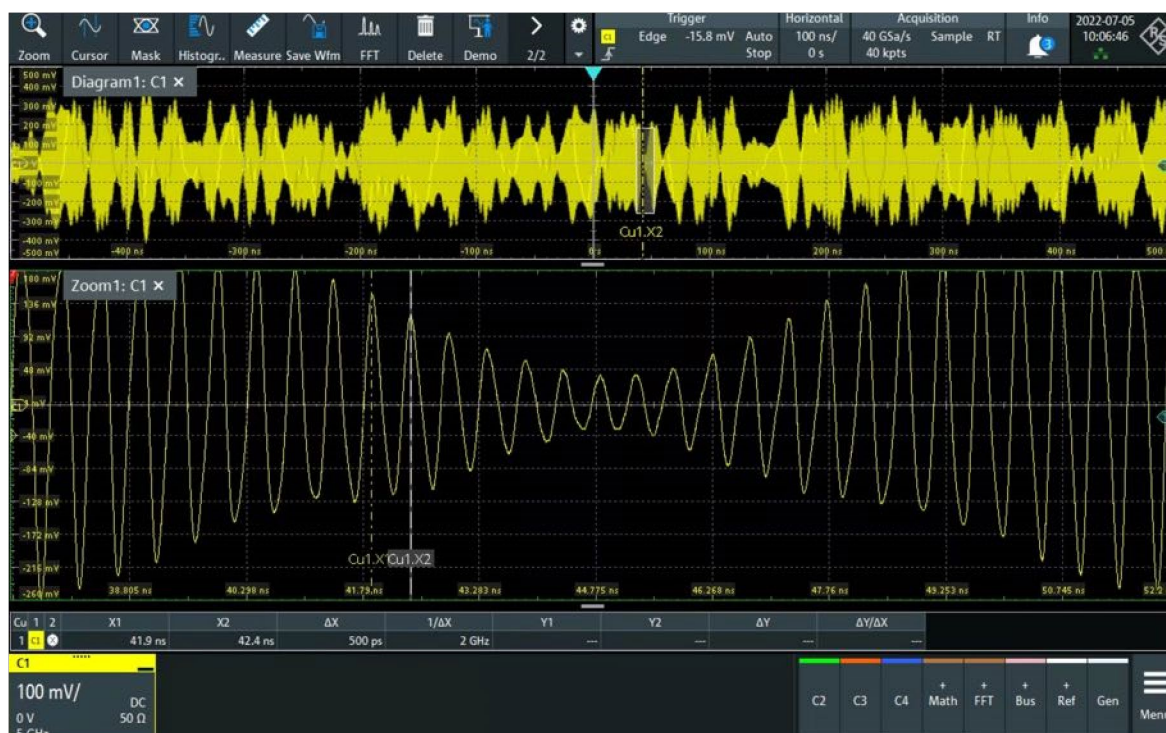 Trigger Horizontal Acquisition Info 2022-07-05
Edge -15.8 mV Auto 100 ns/ 40 GSa/s Sample RT 3 10:06:46
C1 Stop 0 s 40 kpts
Zoom Cursor Mask Histogr.. Measure Save Wfm FFT Delete Demo 2/2
Diagram1: C1 ×
500 mV
400 mV
300 mV
200 mV
100 mV
-100 mV
-200 mV
-300 mV
-400 mV
-500 mV
Cu1.X2
-400 ns -300 ns -200 ns -100 ns 0 s 100 ns 200 ns 300 ns 400 ns 500
Zoom1: C1 ×
180 mV
136 mV
92 mV
48 mV
-40 mV
-84 mV
-128 mV
-172 mV
-216 mV
-260 mV
Cu1.X Cu1.X2
38.805 ns 40.298 ns 41.79 ns 43.283 ns 44.775 ns 46.268 ns 47.76 ns 49.253 ns 50.745 ns 52.2
Cu 1 2 X1 X2 ΔX 1/ΔX Y1 Y2 ΔY ΔY/ΔX
1 C1 X 41.9 ns 42.4 ns 500 ps 2 GHz --- --- --- ---
C1
100 mV/ DC
0 V 50 Ω
5 GHz
C2 C3 C4 + Math + FFT + Bus + Ref Gen Menu